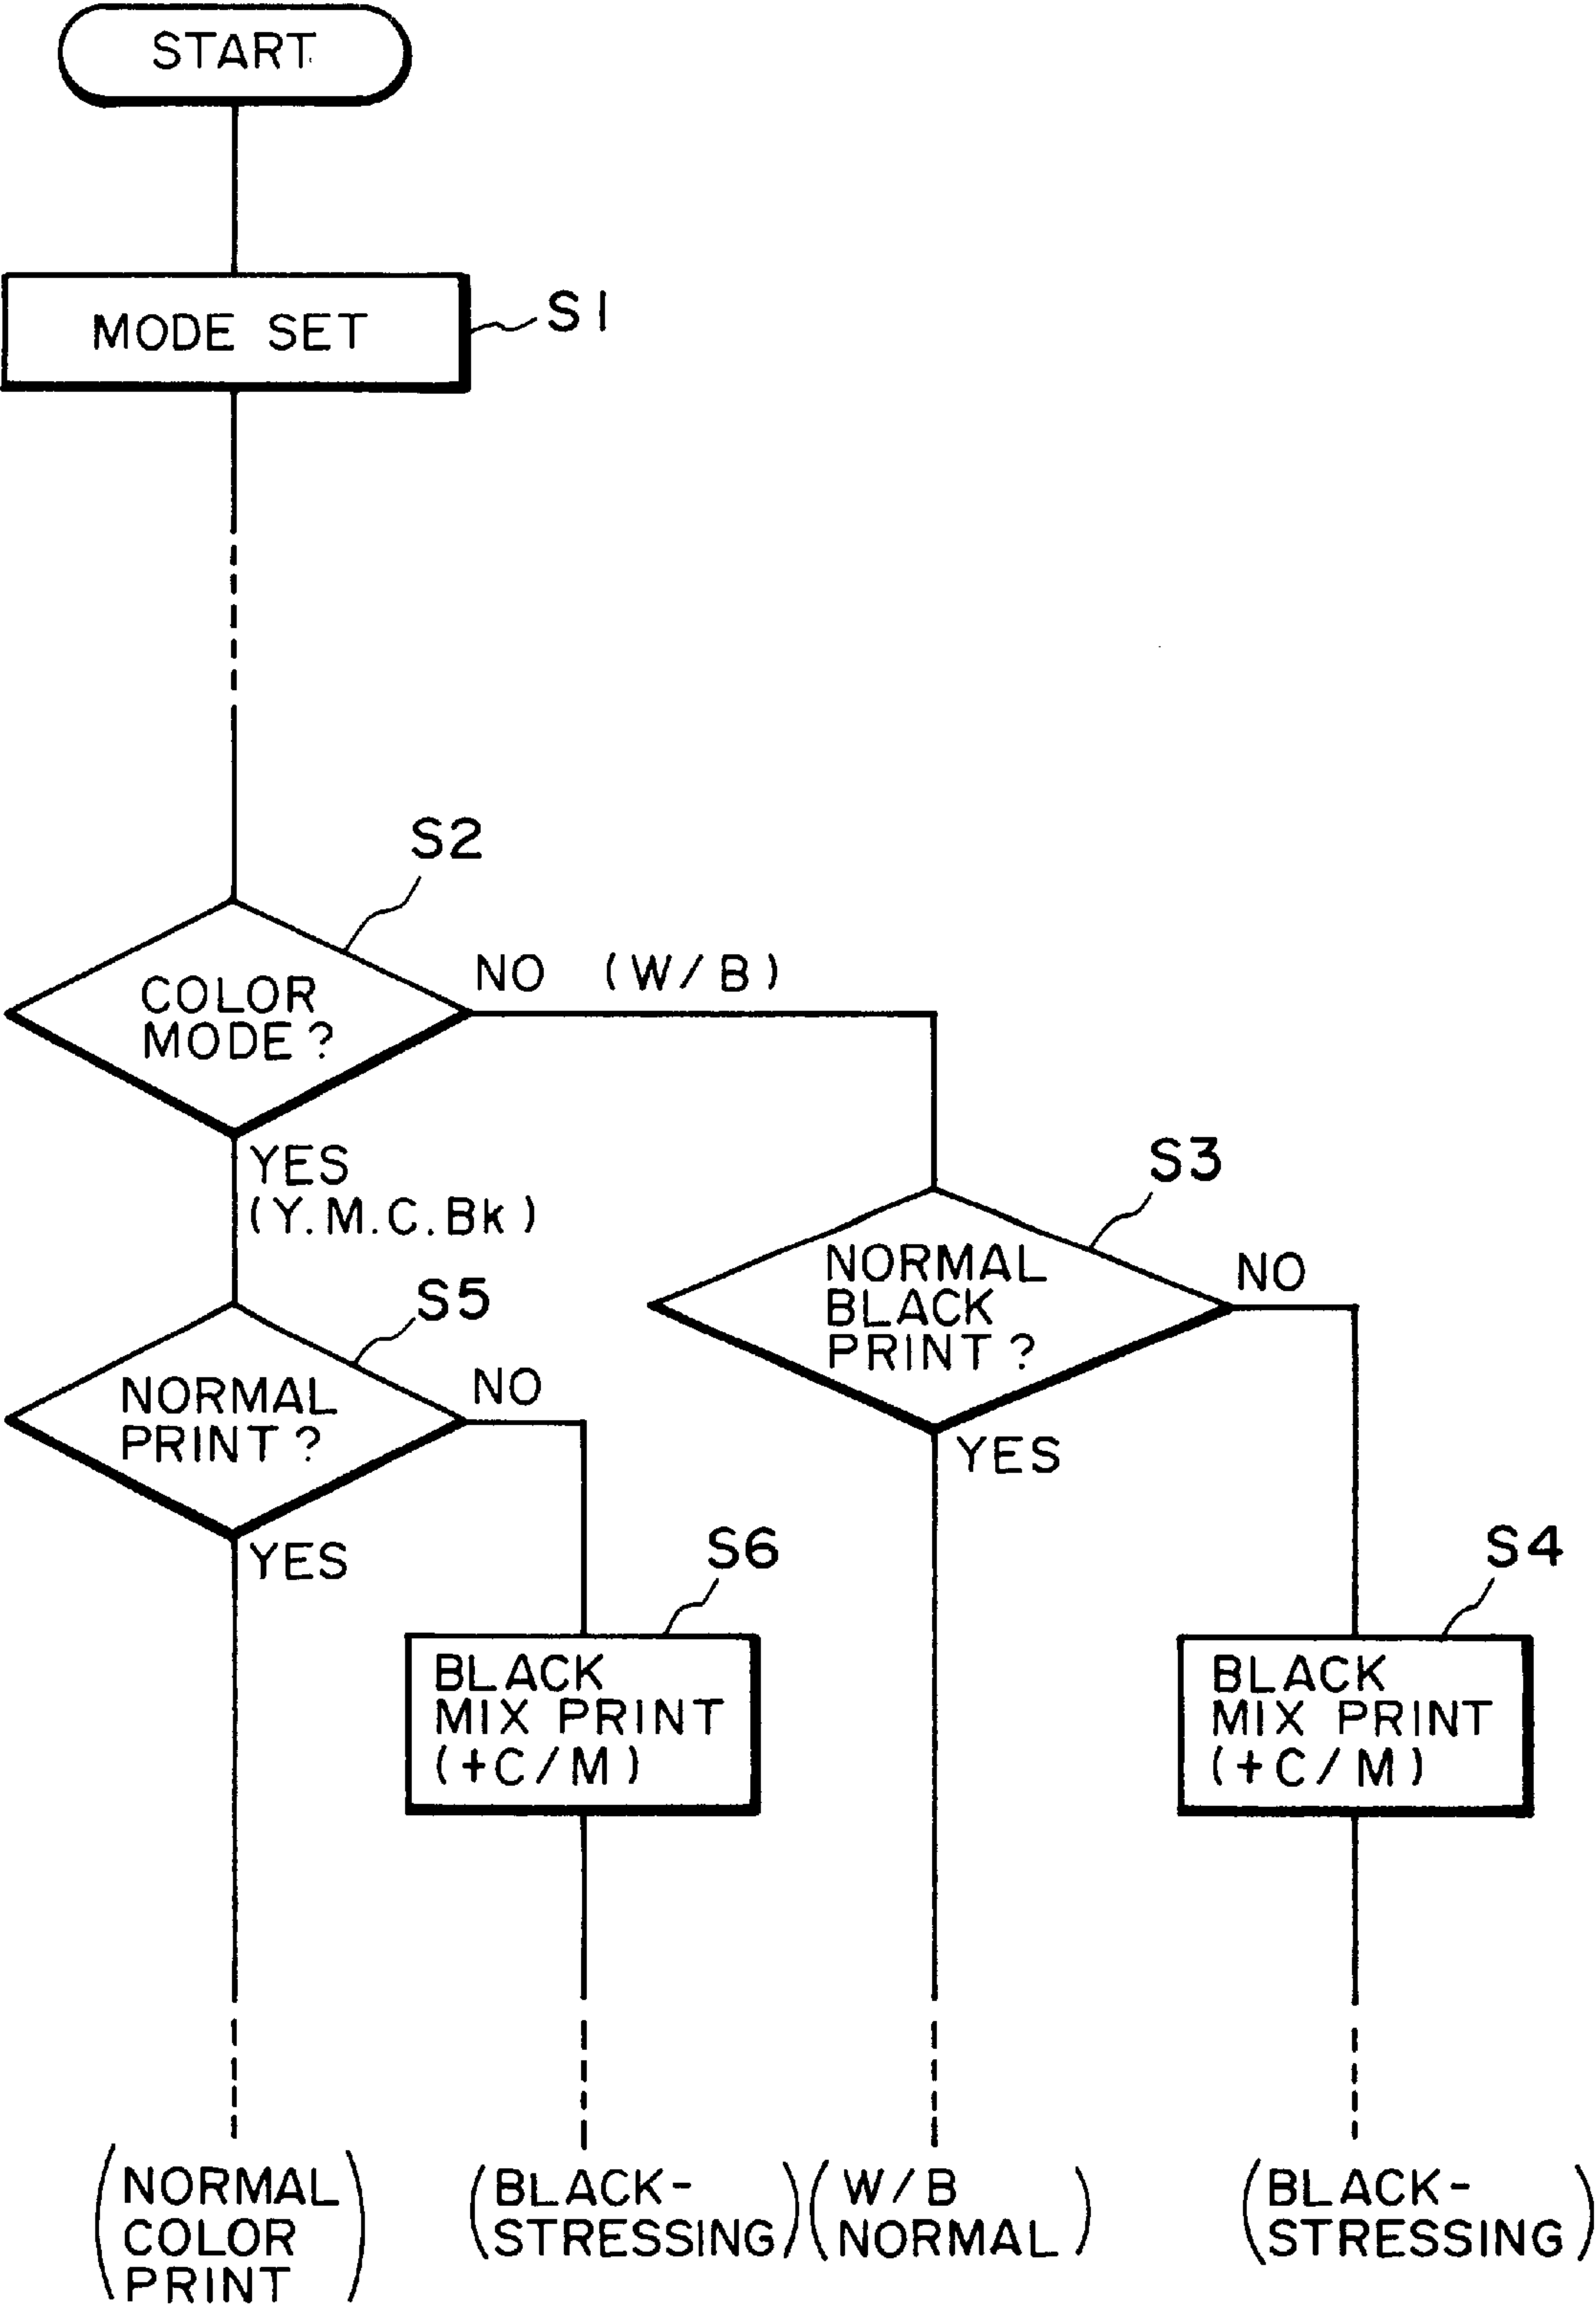 START
MODE SET
S1
S2
COLOR
MODE?
NO (W/B)
YES
(Y.M.C.Bk)
S3
NORMAL
BLACK
PRINT?
NO
YES
S5
NORMAL
PRINT?
NO
YES
S6
BLACK
MIX PRINT
(+C/M)
S4
BLACK
MIX PRINT
(+C/M)
(NORMAL
COLOR
PRINT)
(BLACK-
STRESSING)
(W/B
NORMAL)
(BLACK-
STRESSING)